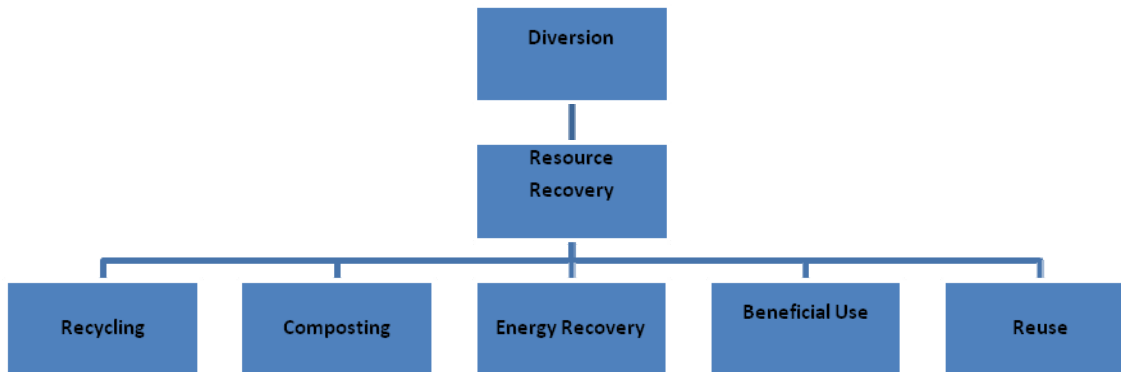 Diversion
Resource
Recovery
Recycling
Composting
Energy Recovery
Beneficial Use
Reuse